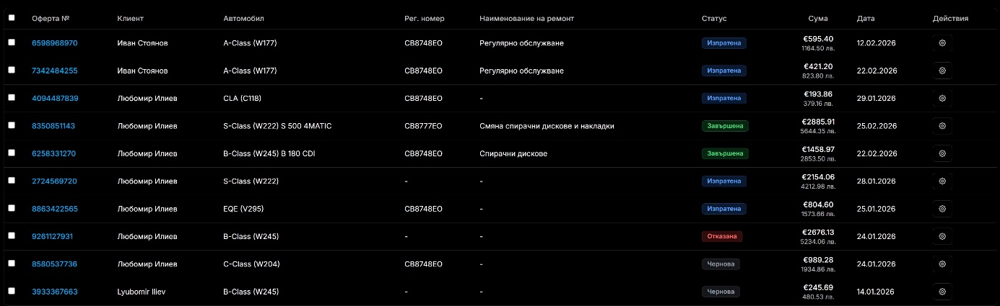 Оферта № Клиент Автомобил Рег. номер Наименование на ремонт Статус Сума Дата Действия
6598968970 Иван Стоянов A-Class (W177) CB8748EO Регулярно обслужване Изпратена €595.40 12.02.2026
1164.50 лв.
7342484255 Иван Стоянов A-Class (W177) CB8748EO Регулярно обслужване Изпратена €421.20 22.02.2026
823.80 лв.
4094487839 Любомир Илиев CLA (C118) CB8748EO - Изпратена €193.86 29.01.2026
379.16 лв.
8350851143 Любомир Илиев S-Class (W222) S 500 4MATIC CB8777EO Смяна спирачни дискове и накладки Завършена €2885.91 25.02.2026
5644.35 лв.
6258331270 Любомир Илиев B-Class (W245) B 180 CDI CB8748EO Спирачни дискове Завършена €1458.97 22.02.2026
2853.50 лв.
2724569720 Любомир Илиев S-Class (W222) - - Изпратена €2154.06 28.01.2026
4212.98 лв.
8863422565 Любомир Илиев EQE (V295) CB8748EO - Изпратена €804.60 25.01.2026
1573.66 лв.
9261127931 Любомир Илиев B-Class (W245) - - Отказана €2676.13 24.01.2026
5234.06 лв.
8580537736 Любомир Илиев C-Class (W204) CB8748EO - Чернова €989.28 24.01.2026
1934.86 лв.
3933367663 Lyubomir Iliev B-Class (W245) - - Чернова €245.69 14.01.2026
480.53 лв.